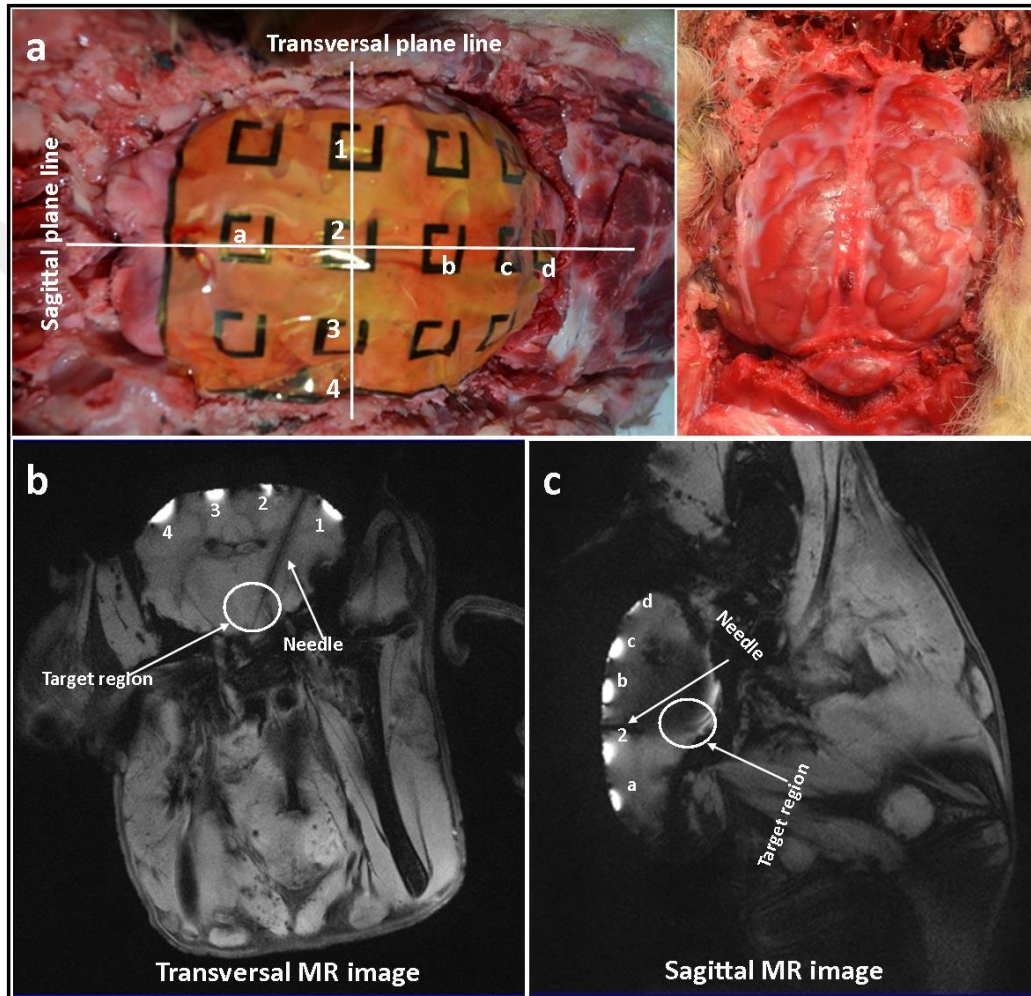 a
Transversal plane line
Sagittal plane line
1
a
2
b
c
d
3
4
b
4
3
2
1
Target region
Needle
Transversal MR image
c
d
c
b
Needle
2
a
Target region
Sagittal MR image